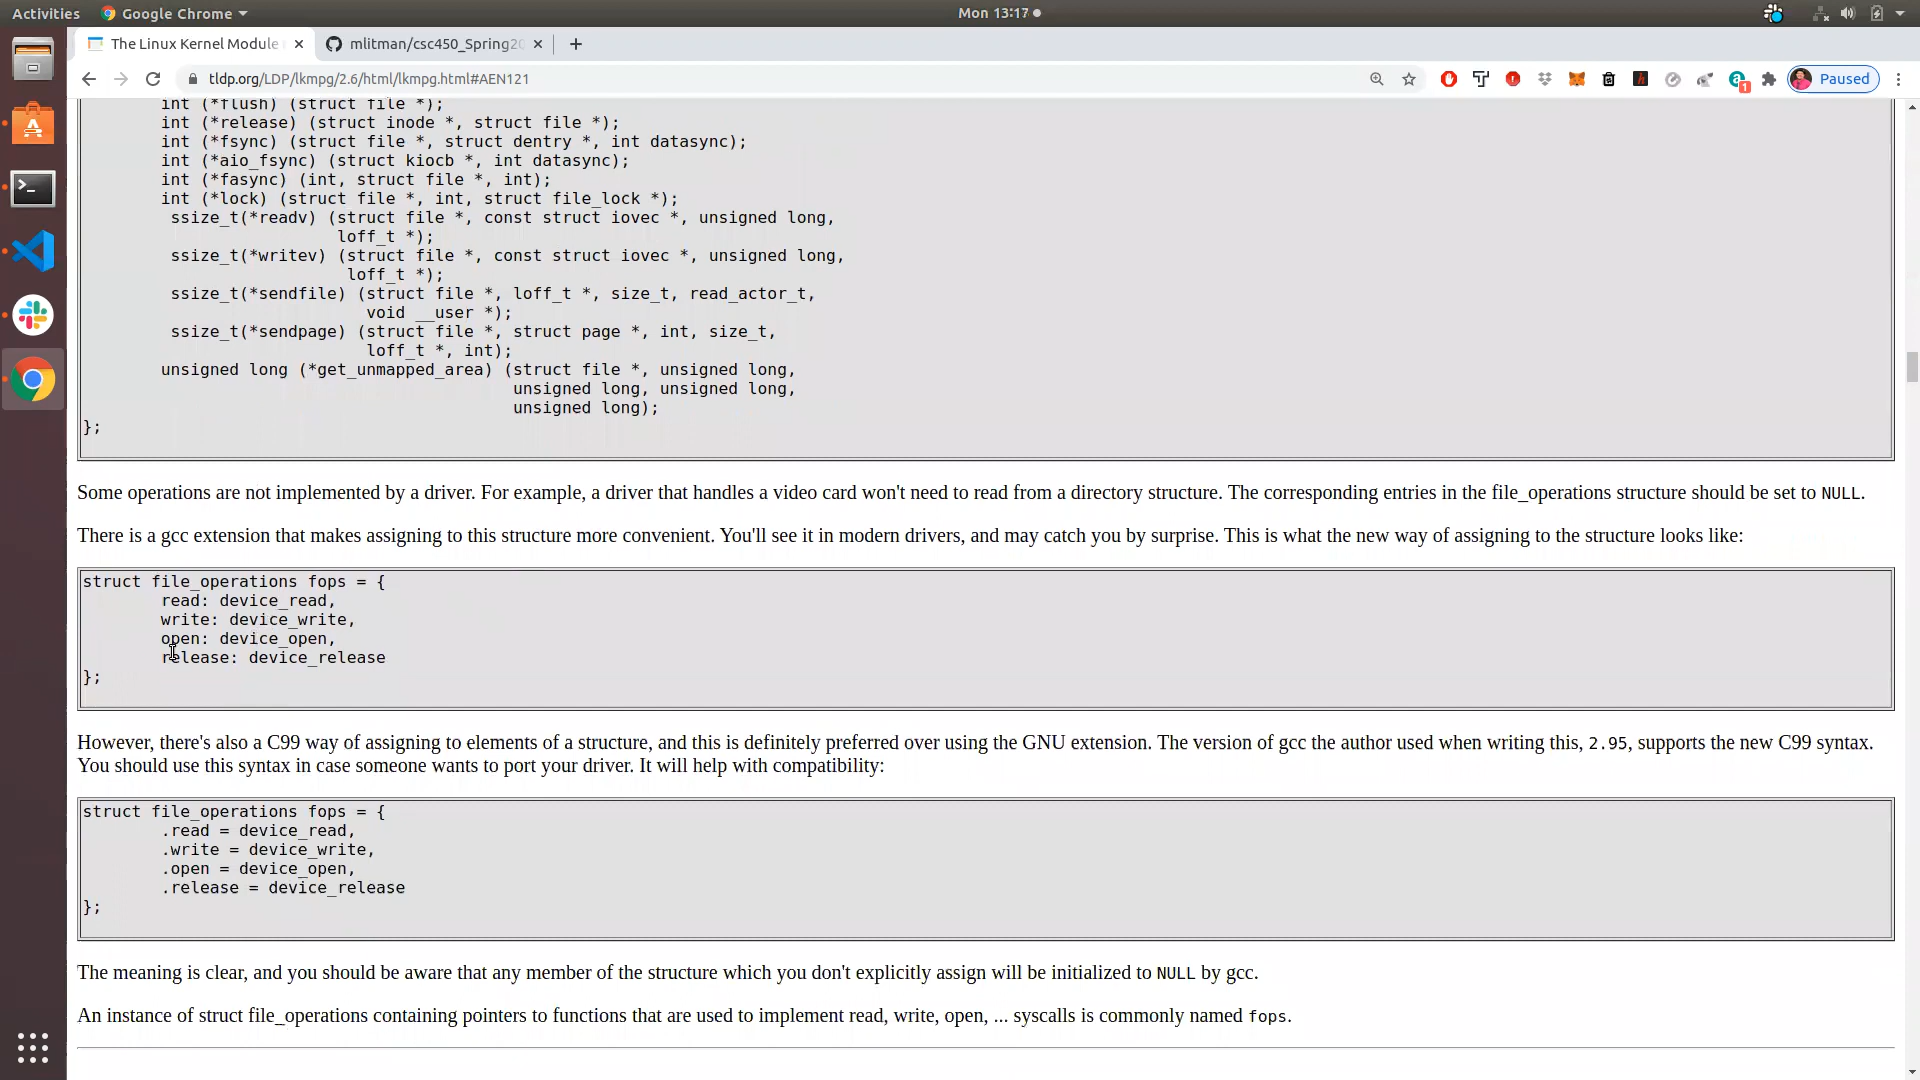 Activities Google Chrome Mon 13:17
The Linux Kernel Module mlitman/csc450_Spring20
tldp.org/LDP/lkmpg/2.6/html/lkmpg.html#AEN121 1 Paused
int (*flush) (struct file *);
int (*release) (struct inode *, struct file *);
int (*fsync) (struct file *, struct dentry *, int datasync);
int (*aio_fsync) (struct kiocb *, int datasync);
int (*fasync) (int, struct file *, int);
int (*lock) (struct file *, int, struct file_lock *);
ssize_t(*readv) (struct file *, const struct iovec *, unsigned long,
loff_t *);
ssize_t(*writev) (struct file *, const struct iovec *, unsigned long,
loff_t *);
ssize_t(*sendfile) (struct file *, loff_t *, size_t, read_actor_t,
void __user *);
ssize_t(*sendpage) (struct file *, struct page *, int, size_t,
loff_t *, int);
unsigned long (*get_unmapped_area) (struct file *, unsigned long,
unsigned long, unsigned long,
unsigned long);
};
Some operations are not implemented by a driver. For example, a driver that handles a video card won't need to read from a directory structure. The corresponding entries in the file_operations structure should be set to NULL.
There is a gcc extension that makes assigning to this structure more convenient. You'll see it in modern drivers, and may catch you by surprise. This is what the new way of assigning to the structure looks like:
struct file_operations fops = {
read: device_read,
write: device_write,
open: device_open,
release: device_release
};
However, there's also a C99 way of assigning to elements of a structure, and this is definitely preferred over using the GNU extension. The version of gcc the author used when writing this, 2.95, supports the new C99 syntax.
You should use this syntax in case someone wants to port your driver. It will help with compatibility:
struct file_operations fops = {
.read = device_read,
.write = device_write,
.open = device_open,
.release = device_release
};
The meaning is clear, and you should be aware that any member of the structure which you don't explicitly assign will be initialized to NULL by gcc.
An instance of struct file_operations containing pointers to functions that are used to implement read, write, open, ... syscalls is commonly named fops.